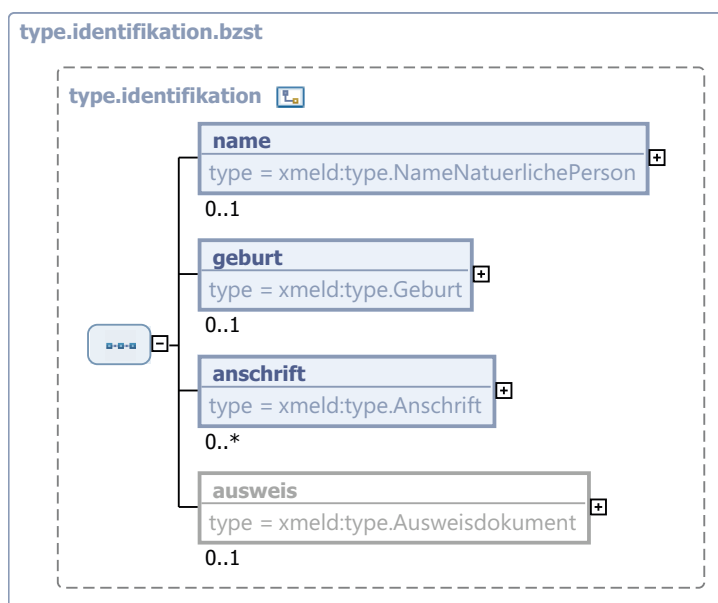 type.identifikation.bzst
type.identifikation
name
type = xmeld:type.NameNatuerlichePerson
0..1
geburt
type = xmeld:type.Geburt
0..1
anschrift
type = xmeld:type.Anschrift
0..*
ausweis
type = xmeld:type.Ausweisdokument
0..1